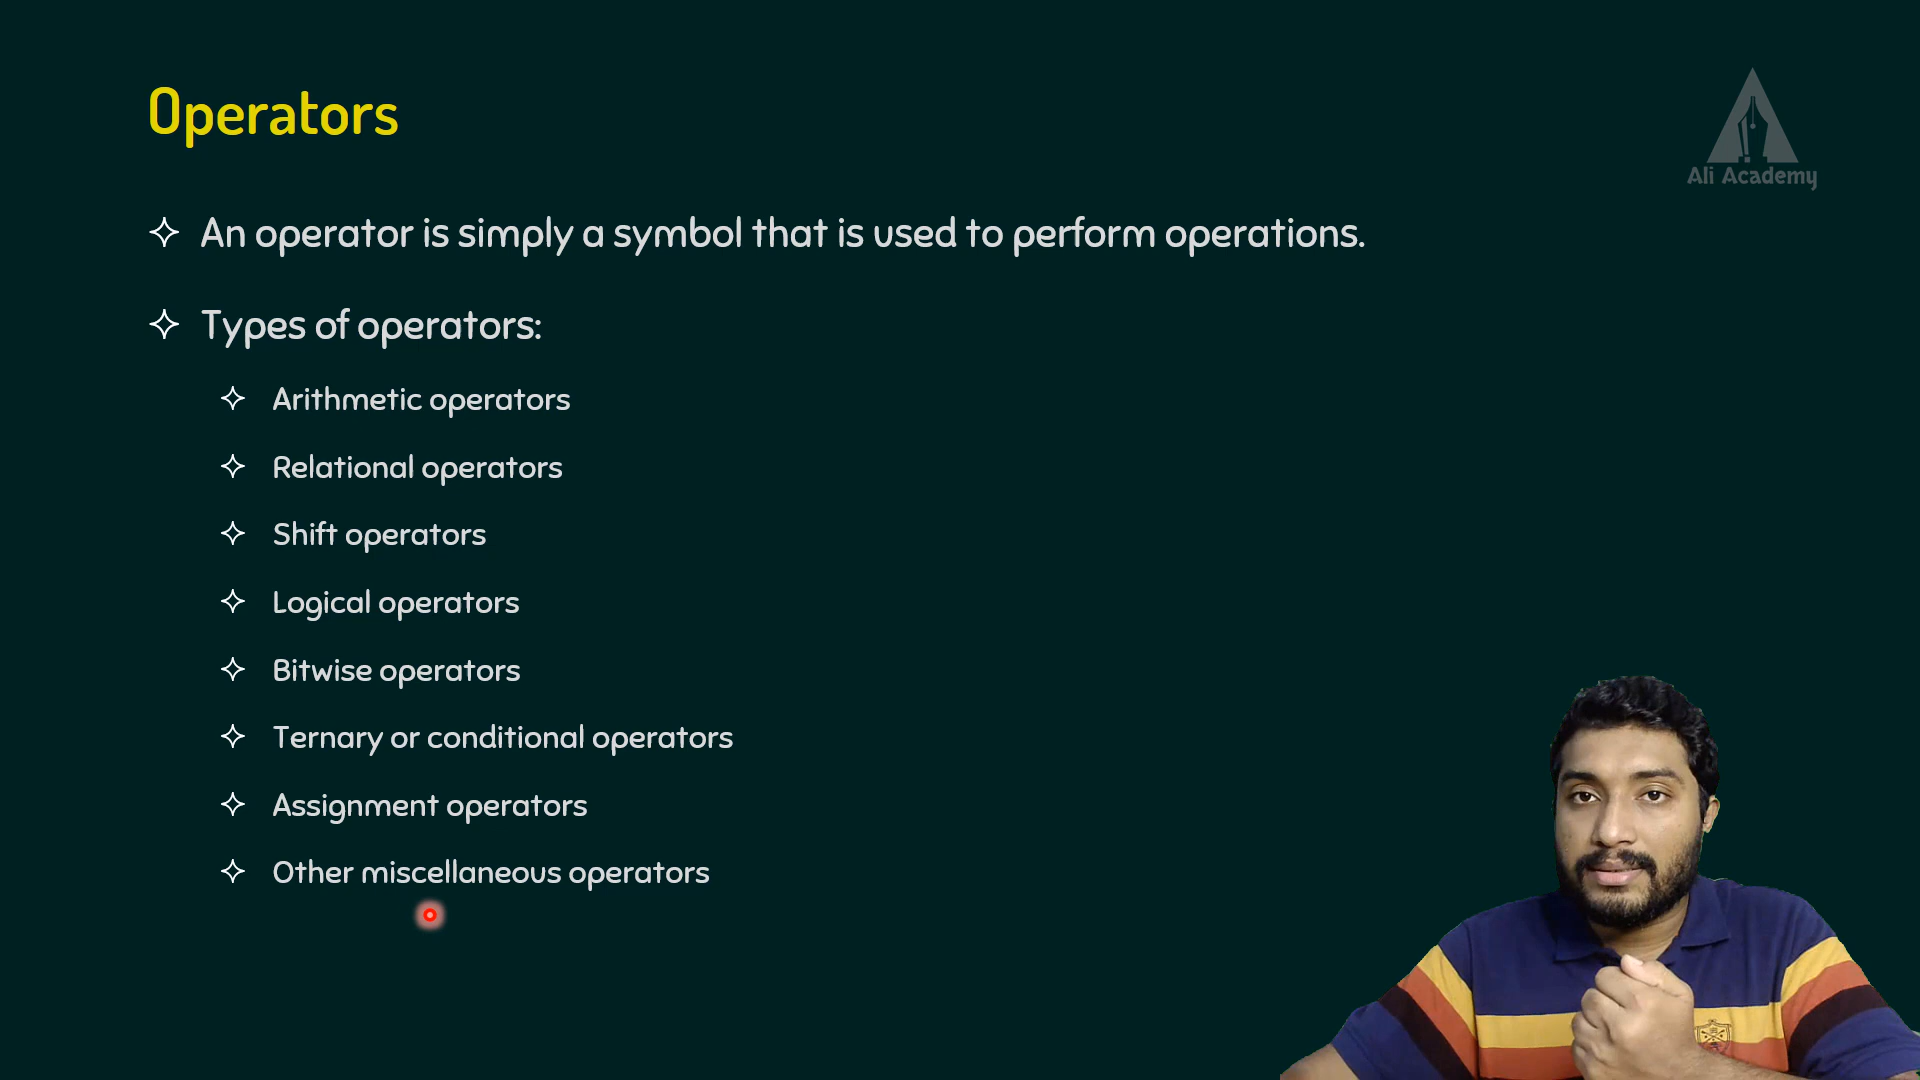 Operators
Ali Academy
An operator is simply a symbol that is used to perform operations.
Types of operators:
Arithmetic operators
Relational operators
Shift operators
Logical operators
Bitwise operators
Ternary or conditional operators
Assignment operators
Other miscellaneous operators